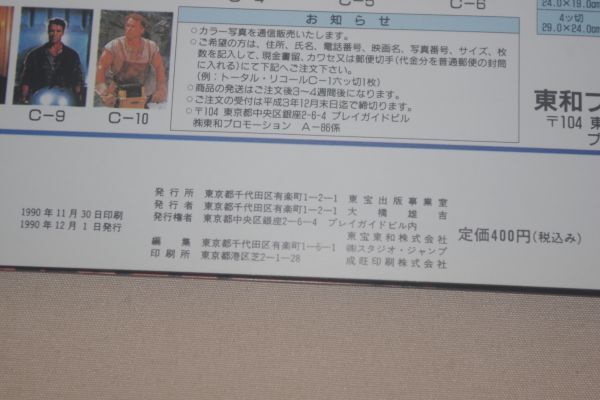 C-4
C-5
C-6
24.0×19.0cm
4ッ切
29.0×24.0cm
お知らせ
○カラー写真を通信販売いたします。
○ご希望の方は、住所、氏名、電話番号、映画名、写真番号、サイズ、枚
数を記入して、現金書留、カワセ又は郵便切手(代金分を普通郵便の封筒
に入れる)にて下記へご注文下さい。
(例:トータル・リコールC-1六ッ切1枚)
○商品の発送はご注文後3〜4週間後になります。
○ご注文の受付は平成3年12月末日迄で締切ります。
○〒104 東京都中央区銀座2-6-4 プレイガイドビル
㈱東和プロモーション A-86係
C-9
C-10
東和プ
〒104 東
プ
1990年11月30日印刷
1990年12月1日発行
発行所 東京都千代田区有楽町1-2-1 東宝出版事業室
発行者 東京都千代田区有楽町1-2-1 大橋雄吉
発行権者 東京都中央区銀座2-6-4 プレイガイドビル内
東宝東和株式会社
編集 東京都千代田区有楽町1-6-1 ㈱スタジオ・ジャンプ
印刷所 東京都港区芝2-1-28 成旺印刷株式会社
定価400円(税込み)